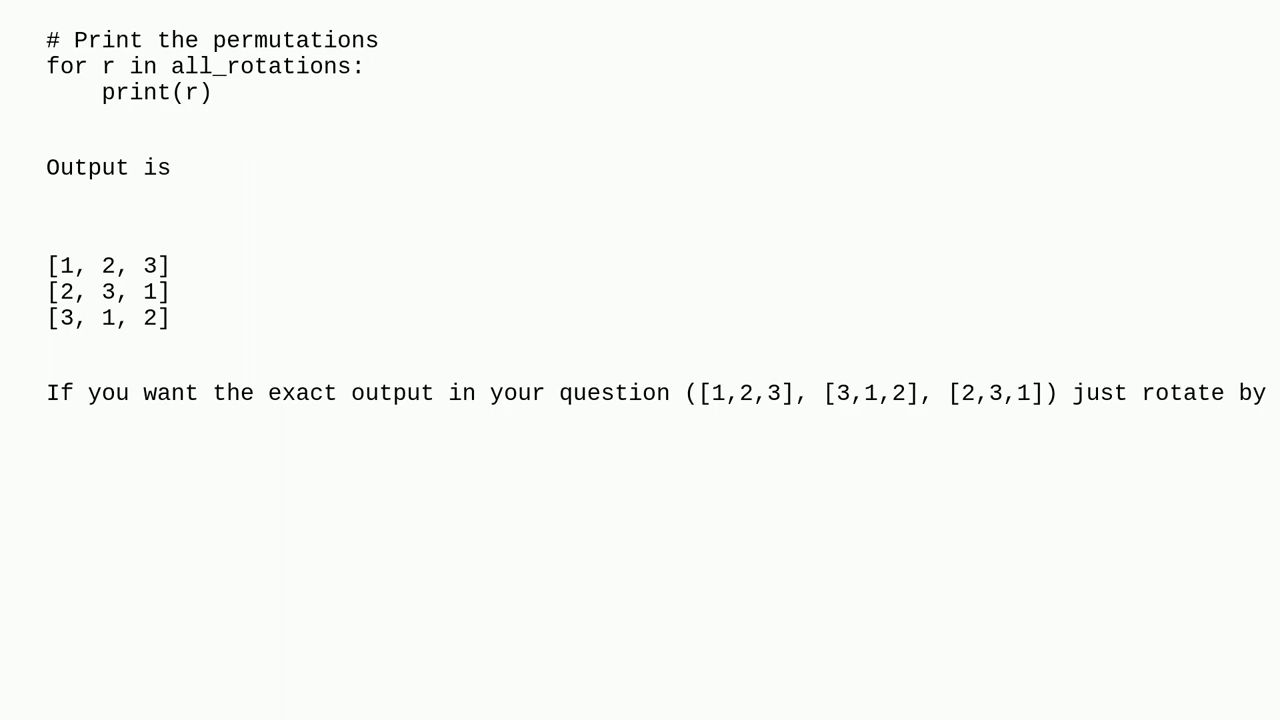 # Print the permutations
for r in all_rotations:
    print(r)
Output is
[1, 2, 3]
[2, 3, 1]
[3, 1, 2]
If you want the exact output in your question ([1,2,3], [3,1,2], [2,3,1]) just rotate by